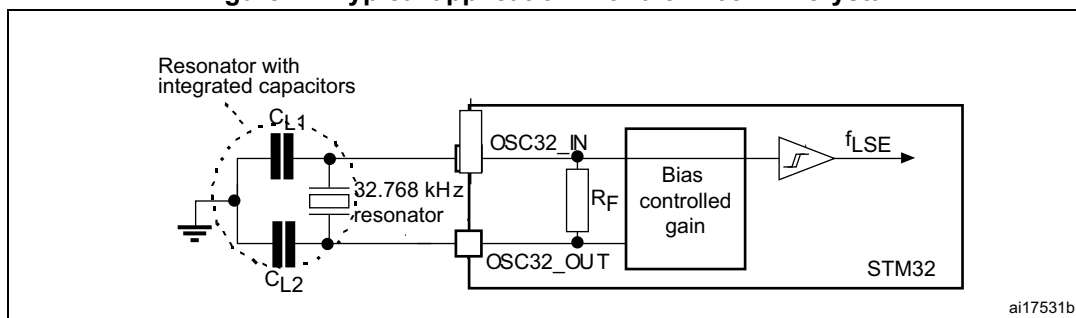 Resonator with
integrated capacitors
CL1
OSC32_IN
fLSE
32.768 kHz
resonator
RF
Bias
controlled
gain
OSC32_OUT
STM32
CL2
ai17531b